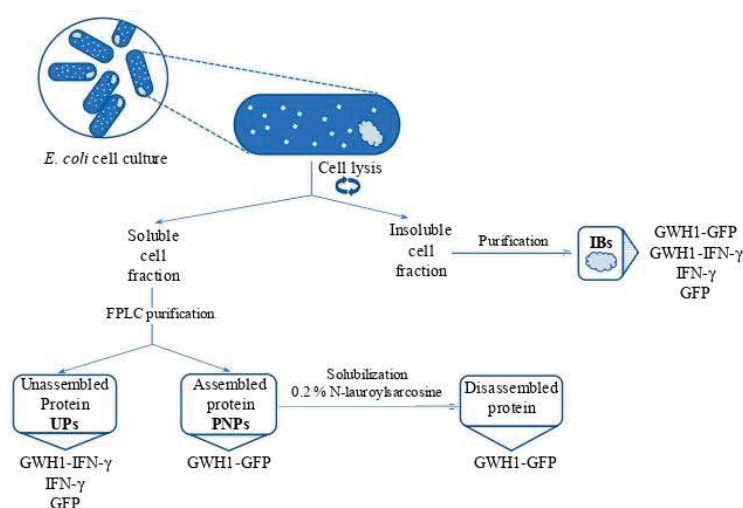 E. coli cell culture
Cell lysis
Soluble
cell
fraction
Insoluble
cell
fraction
Purification
IBs
GWH1-GFP
GWH1-IFN-γ
IFN-γ
GFP
FPLC purification
Unassembled
Protein
UPs
GWH1-IFN-γ
IFN-γ
GFP
Assembled
protein
PNPs
GWH1-GFP
Solubilization
0.2 % N-lauroylsarcosine
Disassembled
protein
GWH1-GFP